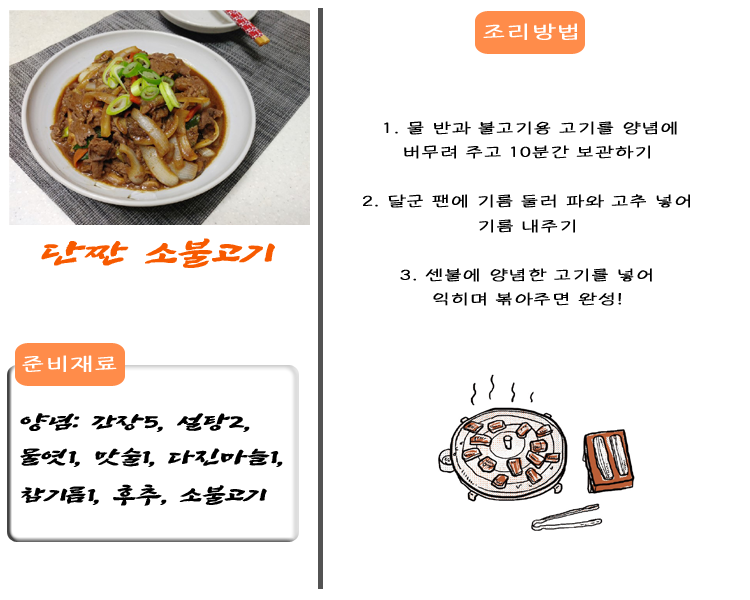 단짠 소불고기
준비재료
양념: 간장5, 설탕2,
물엿1, 맛술1, 다진마늘1,
참기름1, 후추, 소불고기
조리방법
1. 물 반과 불고기용 고기를 양념에
버무려 주고 10분간 보관하기
2. 달군 팬에 기름 둘러 파와 고추 넣어
기름 내주기
3. 센불에 양념한 고기를 넣어
익히며 볶아주면 완성!